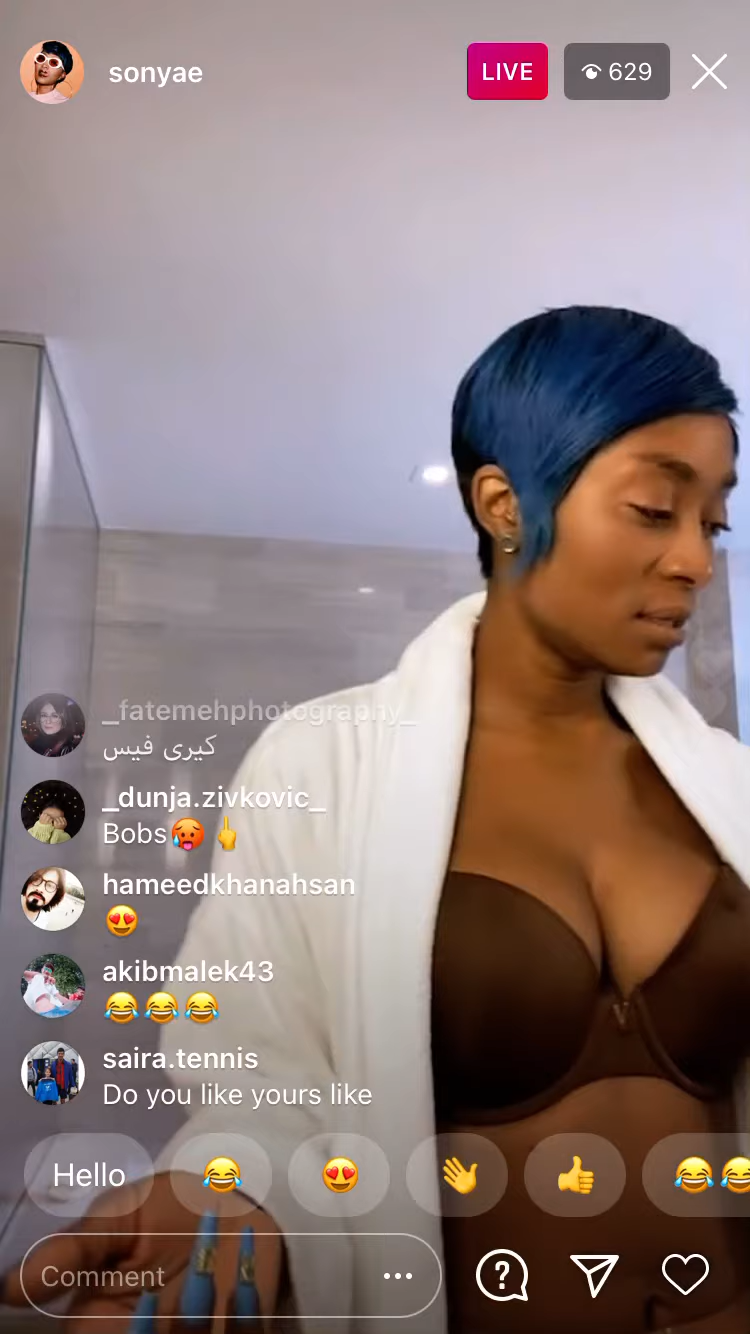 sonyae
LIVE
629
_fatemehphotography_
کیری فیس
_dunja.zivkovic_
Bobs🥵🖕
hameedkhanahsan
😍
akibmalek43
😂😂😂
saira.tennis
Do you like yours like
Hello 😂 😍 👋 👍 😂😂
Comment